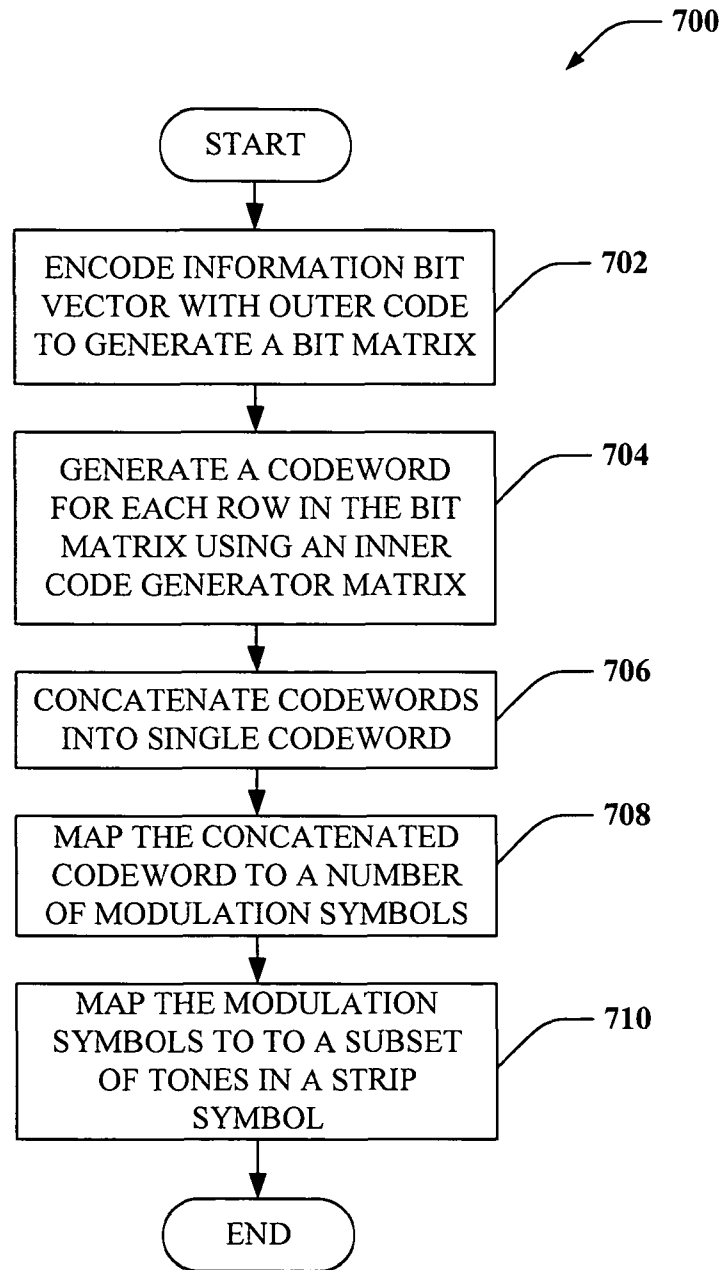 700
START
ENCODE INFORMATION BIT
VECTOR WITH OUTER CODE
TO GENERATE A BIT MATRIX
702
GENERATE A CODEWORD
FOR EACH ROW IN THE BIT
MATRIX USING AN INNER
CODE GENERATOR MATRIX
704
CONCATENATE CODEWORDS
INTO SINGLE CODEWORD
706
MAP THE CONCATENATED
CODEWORD TO A NUMBER
OF MODULATION SYMBOLS
708
MAP THE MODULATION
SYMBOLS TO TO A SUBSET
OF TONES IN A STRIP
SYMBOL
710
END